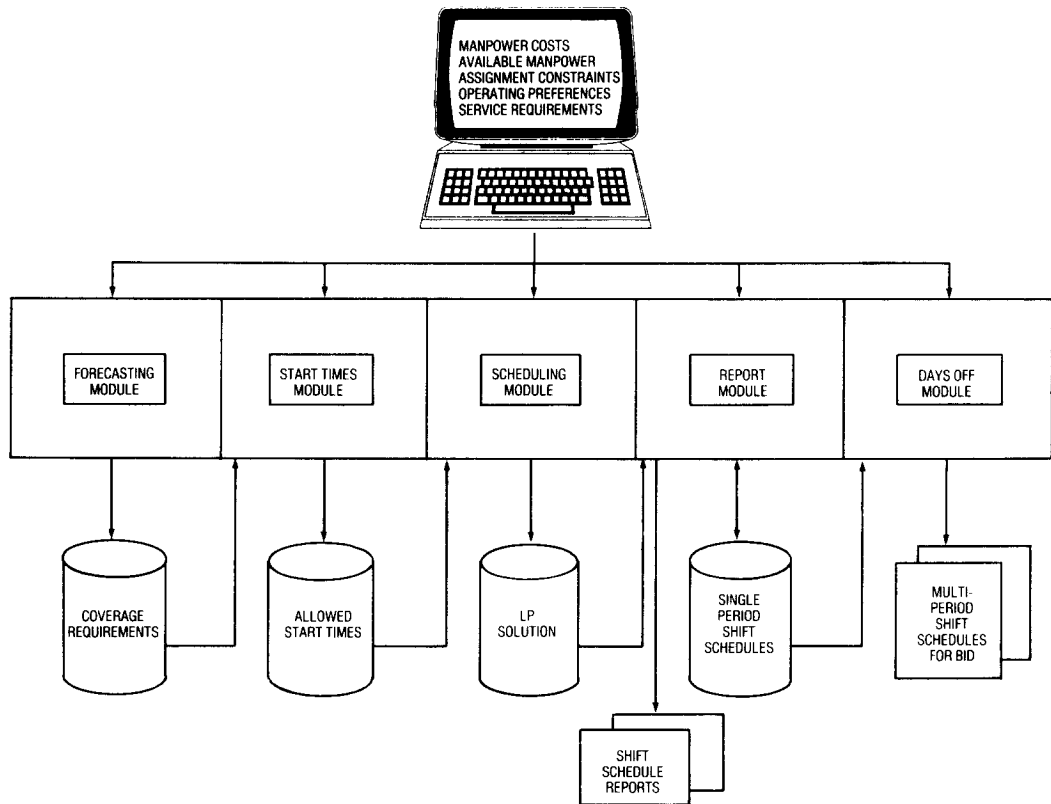 MANPOWER COSTS
AVAILABLE MANPOWER
ASSIGNMENT CONSTRAINTS
OPERATING PREFERENCES
SERVICE REQUIREMENTS
FORECASTING
MODULE
START TIMES
MODULE
SCHEDULING
MODULE
REPORT
MODULE
DAYS OFF
MODULE
COVERAGE
REQUIREMENTS
ALLOWED
START TIMES
LP
SOLUTION
SINGLE
PERIOD
SHIFT
SCHEDULES
MULTI-
PERIOD
SHIFT
SCHEDULES
FOR BID
SHIFT
SCHEDULE
REPORTS